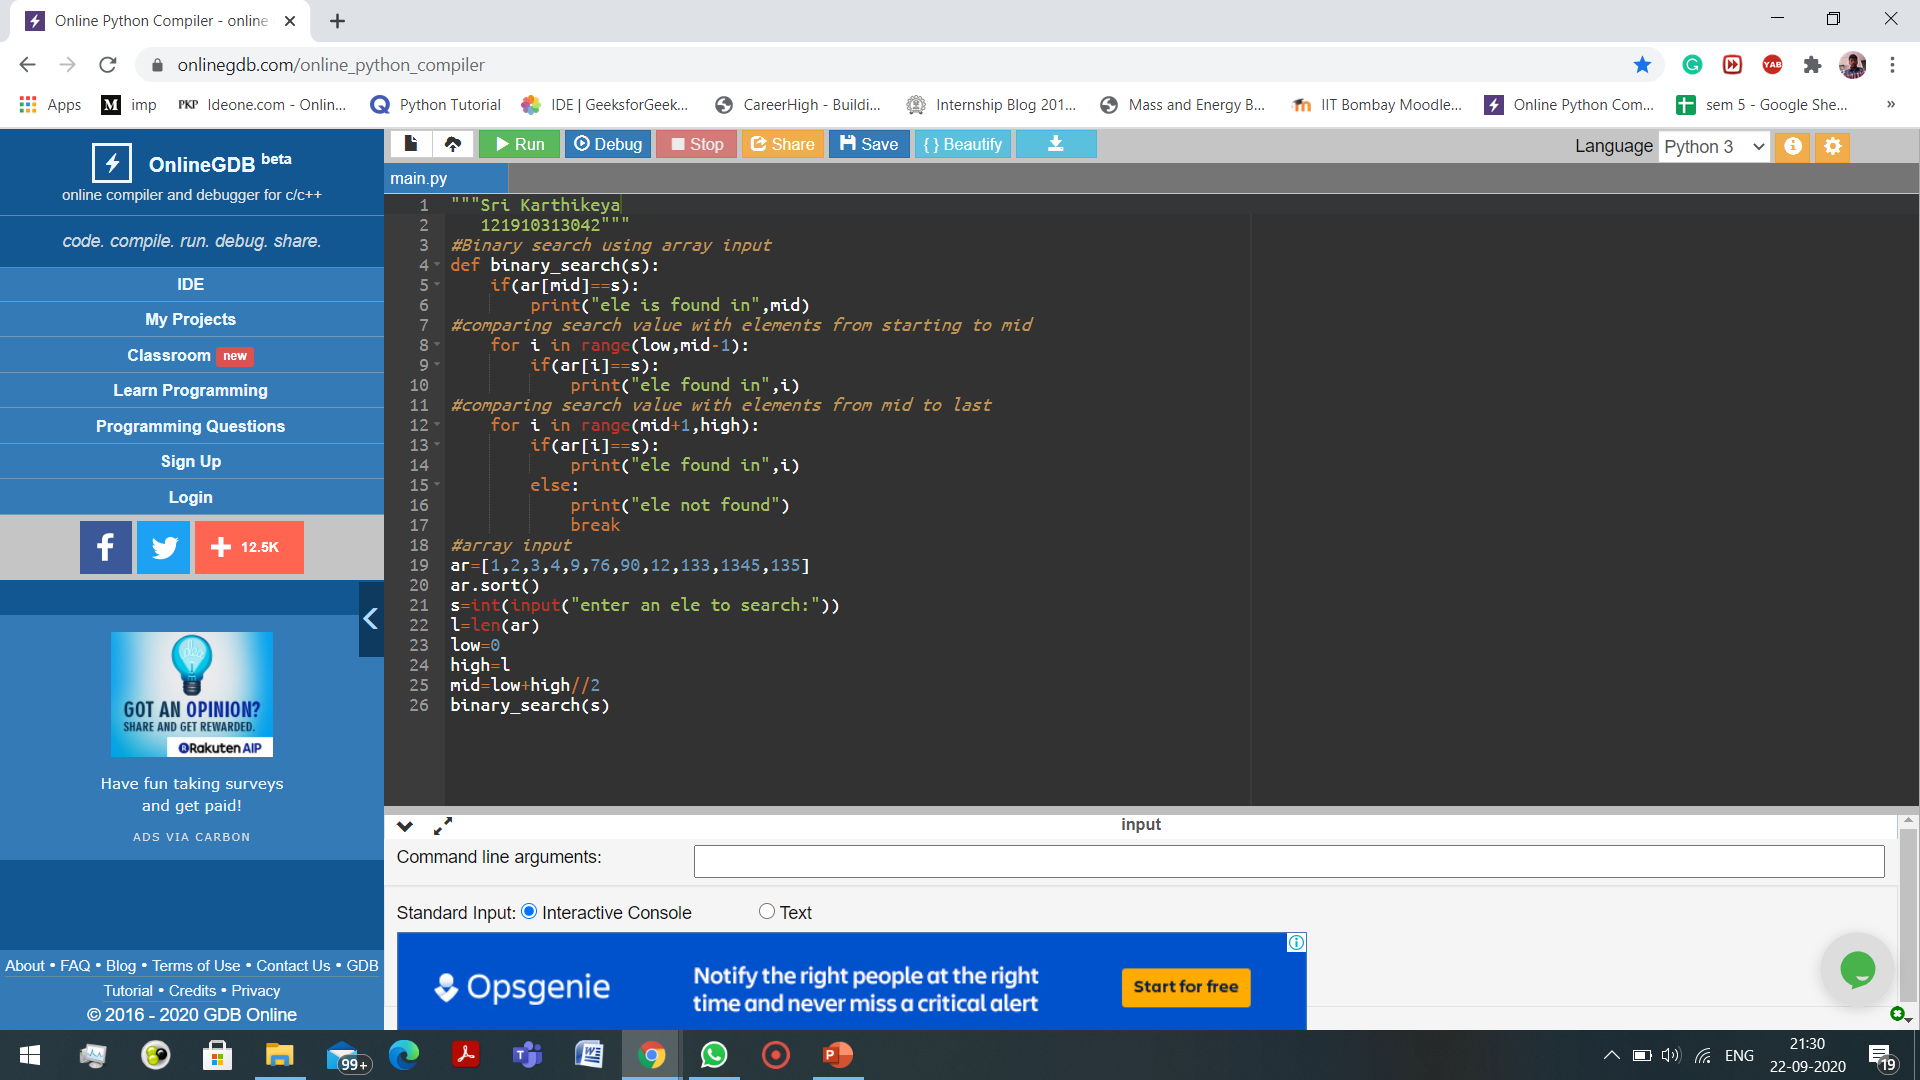 Online Python Compiler - online
onlinegdb.com/online_python_compiler
YAB
Apps
M imp
PKP Ideone.com - Onlin...
Python Tutorial
IDE | GeeksforGeek...
CareerHigh - Buildi...
Internship Blog 201...
Mass and Energy B...
IIT Bombay Moodle...
Online Python Com...
sem 5 - Google She...
»
OnlineGDB beta
online compiler and debugger for c/c++
code. compile. run. debug. share.
IDE
My Projects
Classroom new
Learn Programming
Programming Questions
Sign Up
Login
12.5K
GOT AN OPINION?
SHARE AND GET REWARDED.
Rakuten AIP
Have fun taking surveys
and get paid!
ADS VIA CARBON
About • FAQ • Blog • Terms of Use • Contact Us • GDB
Tutorial • Credits • Privacy
© 2016 - 2020 GDB Online
Run
Debug
Stop
Share
Save
{ } Beautify
Language Python 3
main.py
1 """Sri Karthikeya
2    121910313042"""
3 #Binary search using array input
4 def binary_search(s):
5     if(ar[mid]==s):
6         print("ele is found in",mid)
7 #comparing search value with elements from starting to mid
8     for i in range(low,mid-1):
9         if(ar[i]==s):
10             print("ele found in",i)
11 #comparing search value with elements from mid to last
12     for i in range(mid+1,high):
13         if(ar[i]==s):
14             print("ele found in",i)
15         else:
16             print("ele not found")
17             break
18 #array input
19 ar=[1,2,3,4,9,76,90,12,133,1345,135]
20 ar.sort()
21 s=int(input("enter an ele to search:"))
22 l=len(ar)
23 low=0
24 high=l
25 mid=low+high//2
26 binary_search(s)
input
Command line arguments:
Standard Input: Interactive Console Text
Opsgenie
Notify the right people at the right
time and never miss a critical alert
Start for free
99+
ENG
21:30
22-09-2020
19